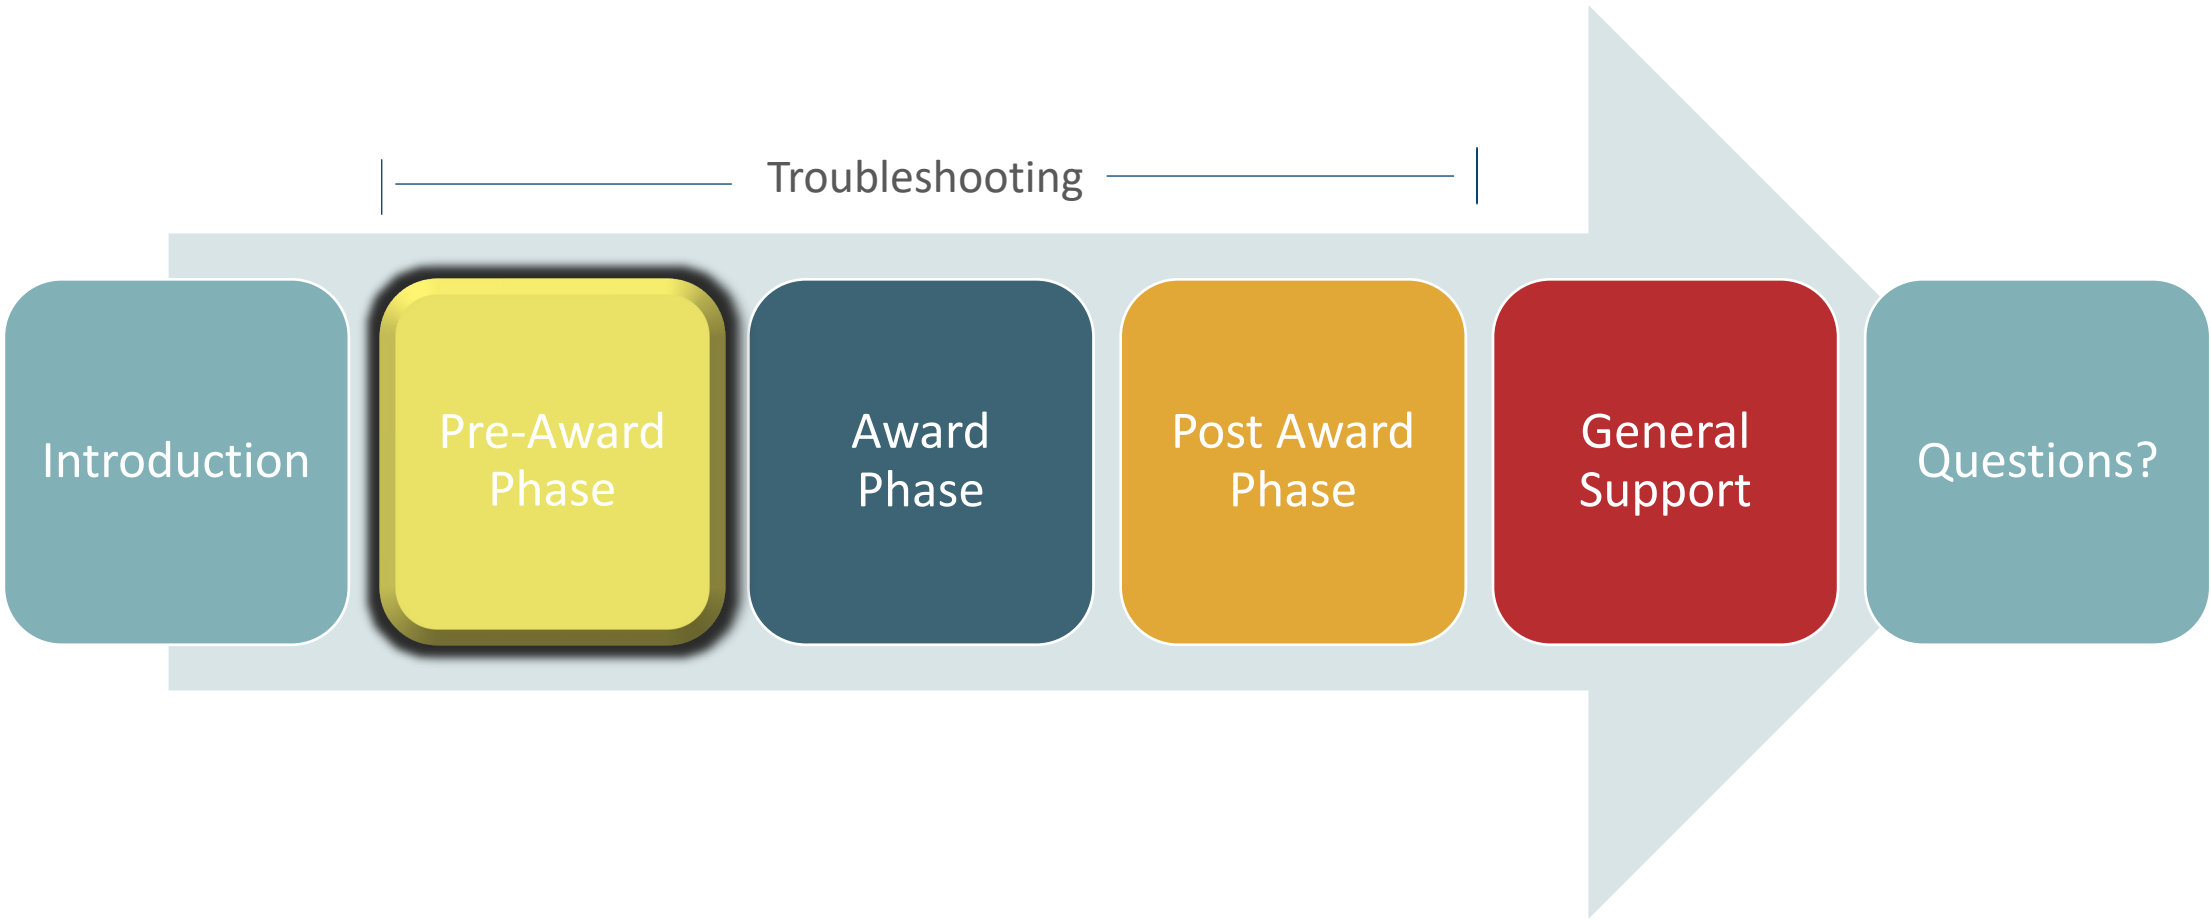 Troubleshooting
Introduction
Pre-Award
Phase
Award
Phase
Post Award
Phase
General
Support
Questions?